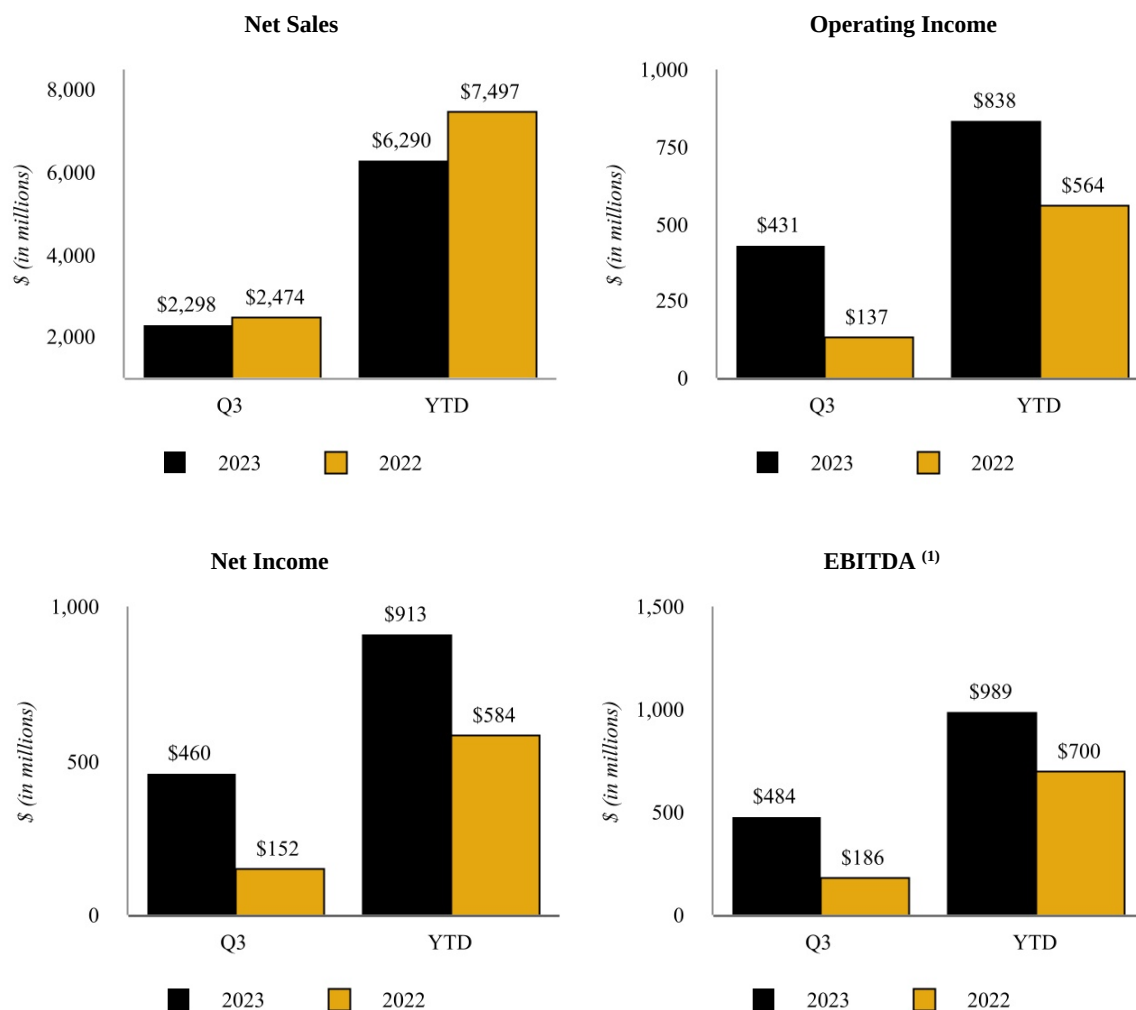 Net Sales
$ (in millions)
8,000
6,000
4,000
2,000
$2,298
$2,474
$6,290
$7,497
Q3
YTD
2023
2022
Operating Income
$ (in millions)
1,000
750
500
250
0
$431
$137
$838
$564
Q3
YTD
2023
2022
Net Income
$ (in millions)
1,000
500
0
$460
$152
$913
$584
Q3
YTD
2023
2022
EBITDA (1)
$ (in millions)
1,500
1,000
500
0
$484
$186
$989
$700
Q3
YTD
2023
2022